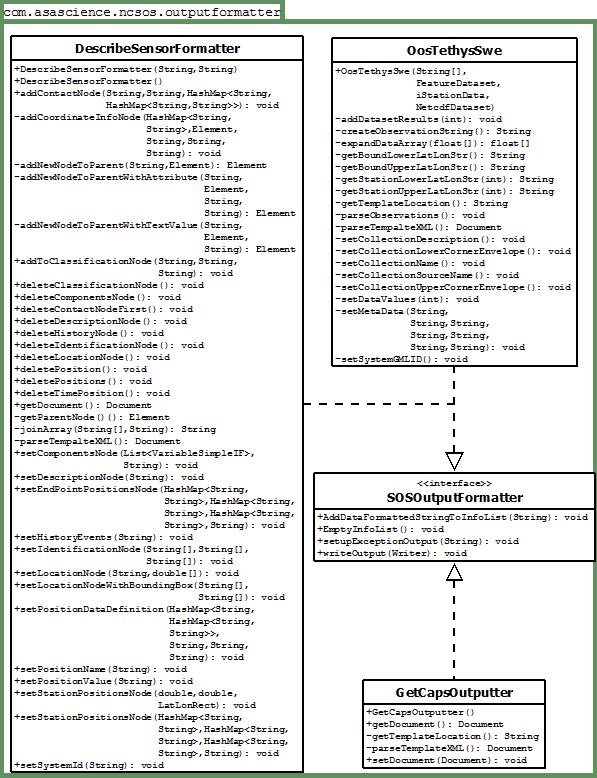 com.asascience.ncsos.outputformatter
DescribeSensorFormatter
+DescribeSensorFormatter(String,String)
+DescribeSensorFormatter()
+addContactNode(String,String,HashMap<String,
HashMap<String,String>>): void
-addCoordinateInfoNode(HashMap<String,
String>,Element,
String,String,
String): void
-addNewNodeToParent(String,Element): Element
-addNewNodeToParentWithAttribute(String,
Element,
String,
String): Element
-addNewNodeToParentWithTextValue(String,
Element,
String): Element
+addToClassificationNode(String,String,
String): void
+deleteClassificationNode(): void
+deleteComponentsNode(): void
+deleteContactNodeFirst(): void
+deleteDescriptionNode(): void
+deleteHistoryNode(): void
+deleteIdentificationNode(): void
+deleteLocationNode(): void
+deletePosition(): void
+deletePositions(): void
+deleteTimePosition(): void
+getDocument(): Document
-getParentNode()(): Element
-joinArray(String[],String): String
-parseTempalteXML(): Document
+setComponentsNode(List<VariableSimpleIF>,
String): void
+setDescriptionNode(String): void
+setEndPointPositionsNode(HashMap<String,
String>,HashMap<String,
String>,HashMap<String,
String>,String): void
+setHistoryEvents(String): void
+setIdentificationNode(String[],String[],
String[]): void
+setLocationNode(String,double[]): void
+setLocationNodeWithBoundingBox(String[],
String[]): void
+setPositionDataDefinition(HashMap<String,
HashMap<String,
String>>,
String,String,
String): void
+setPositionName(String): void
+setPositionValue(String): void
+setStationPositionsNode(double,double,
LatLonRect): void
+setStationPositionsNode(HashMap<String,
String>,HashMap<String,
String>,HashMap<String,
String>,String): void
+setSystemId(String): void
OosTethysSwe
+OosTethysSwe(String[],
FeatureDataset,
iStationData,
NetcdfDataset)
-addDatasetResults(int): void
-createObservationString(): String
-expandDataArray(float[]): float[]
-getBoundLowerLatLonStr(): String
-getBoundUpperLatLonStr(): String
-getStationLowerLatLonStr(int): String
-getStationUpperLatLonStr(int): String
-getTemplateLocation(): String
-parseObservations(): void
-parseTempalteXML(): Document
-setCollectionDescription(): void
-setCollectionLowerCornerEnvelope(): void
-setCollectionName(): void
-setCollectionSourceName(): void
-setCollectionUpperCornerEnvelope(): void
-setDataValues(int): void
-setMetaData(String,
String,String,
String,String,
String,String): void
-setSystemGMLID(): void
<<interface>>
SOSOutputFormatter
+AddDataFormattedStringToInfoList(String): void
+EmptyInfoList(): void
+setupExceptionOutput(String): void
+writeOutput(Writer): void
GetCapsOutputter
+GetCapsOutputter()
+getDocument(): Document
-getTemplateLocation(): String
-parseTemplateXML(): Document
+setDocument(Document): void